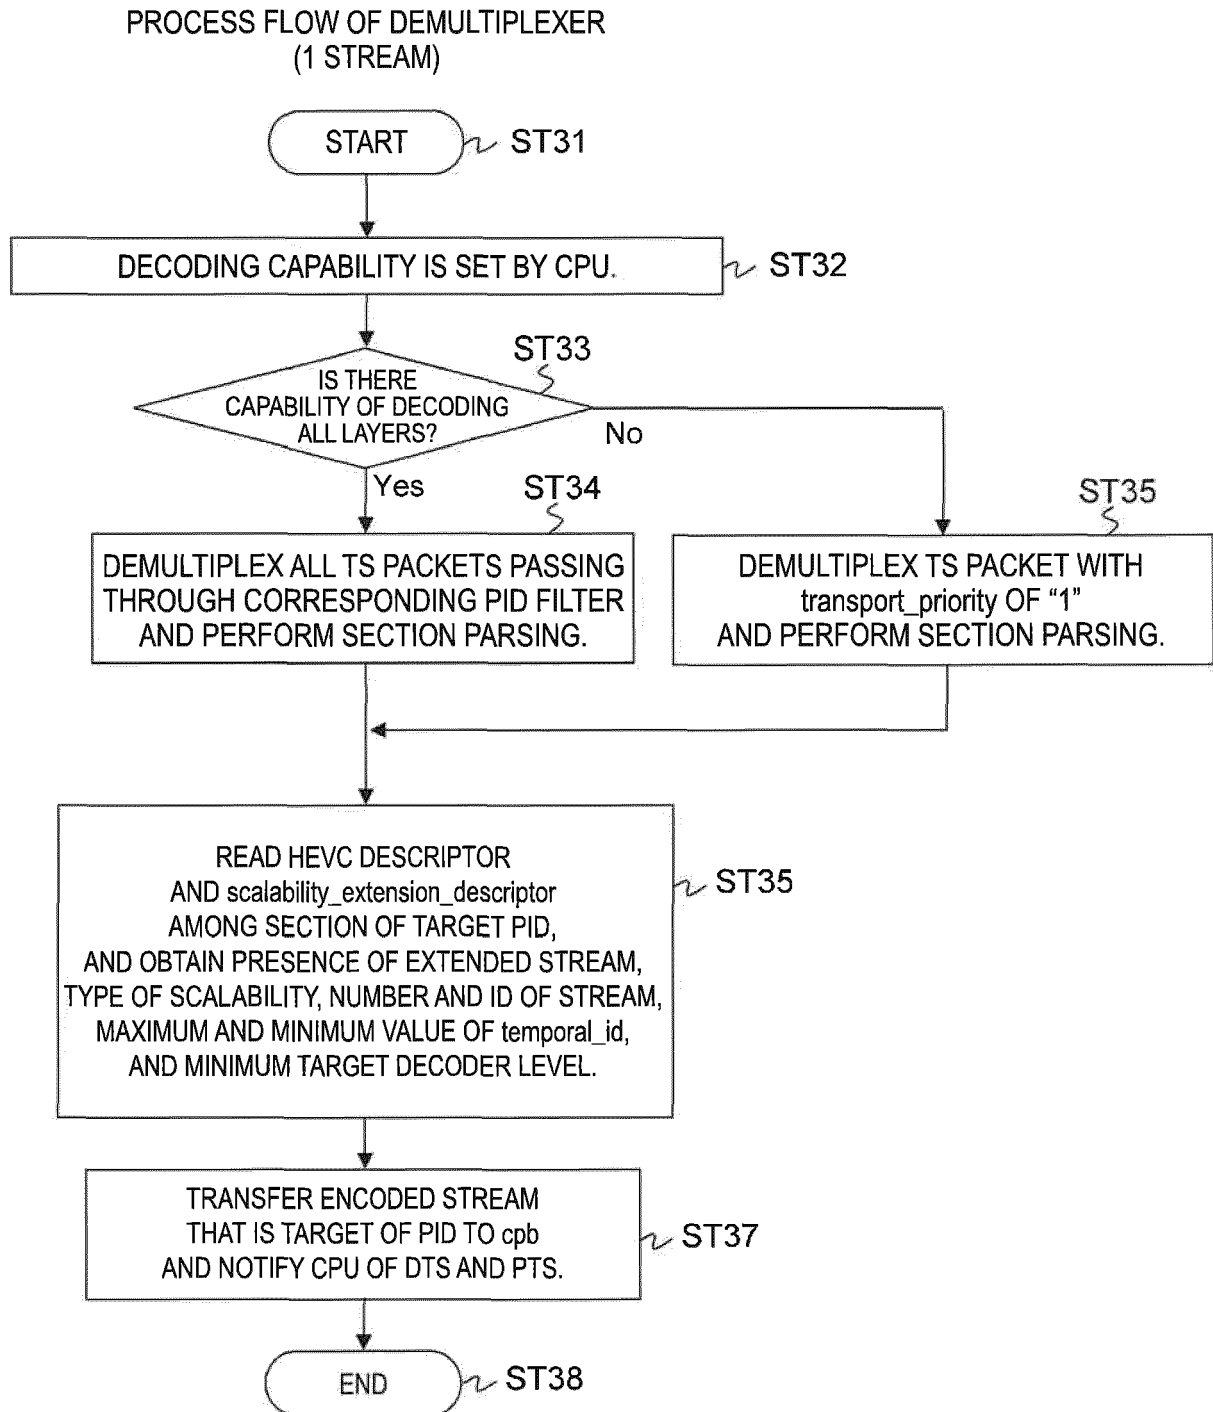 PROCESS FLOW OF DEMULTIPLEXER
(1 STREAM)
START
ST31
DECODING CAPABILITY IS SET BY CPU.
ST32
ST33
IS THERE
CAPABILITY OF DECODING
ALL LAYERS?
No
Yes
ST34
DEMULTIPLEX ALL TS PACKETS PASSING
THROUGH CORRESPONDING PID FILTER
AND PERFORM SECTION PARSING.
ST35
DEMULTIPLEX TS PACKET WITH
transport_priority OF “1”
AND PERFORM SECTION PARSING.
READ HEVC DESCRIPTOR
AND scalability_extension_descriptor
AMONG SECTION OF TARGET PID,
AND OBTAIN PRESENCE OF EXTENDED STREAM,
TYPE OF SCALABILITY, NUMBER AND ID OF STREAM,
MAXIMUM AND MINIMUM VALUE OF temporal_id,
AND MINIMUM TARGET DECODER LEVEL.
ST35
TRANSFER ENCODED STREAM
THAT IS TARGET OF PID TO cpb
AND NOTIFY CPU OF DTS AND PTS.
ST37
END
ST38